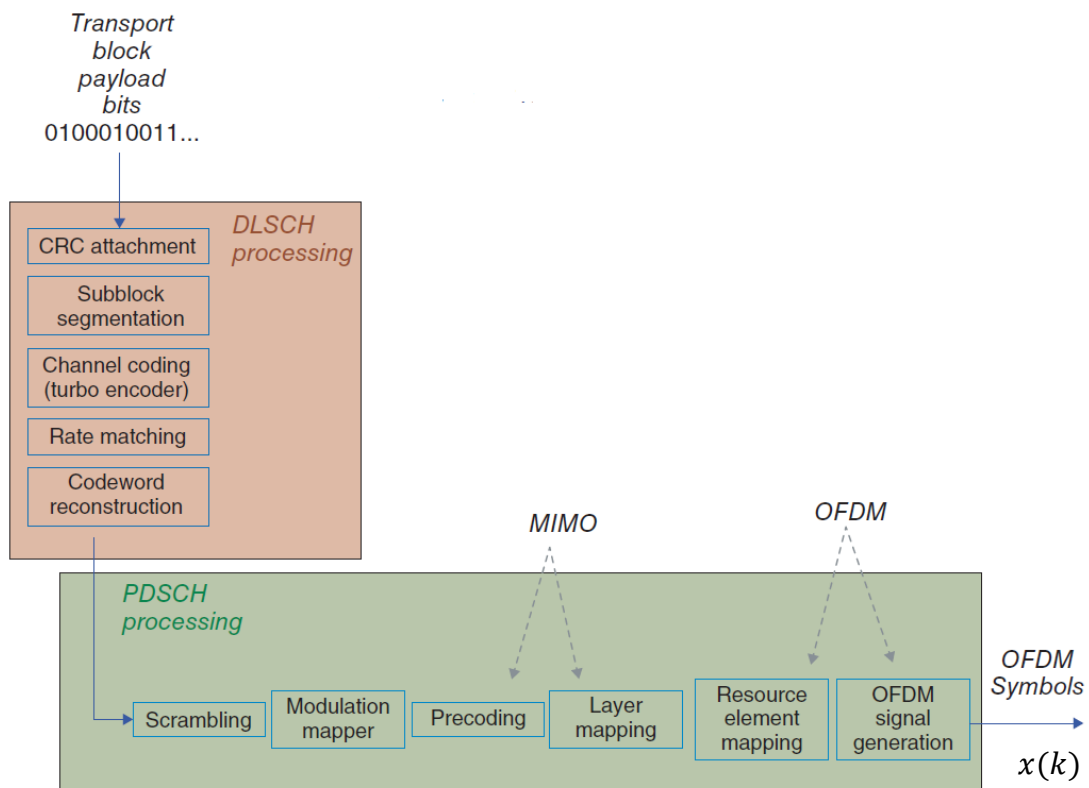 Transport
block
payload
bits
0100010011...
DLSCH
processing
CRC attachment
Subblock
segmentation
Channel coding
(turbo encoder)
Rate matching
Codeword
reconstruction
MIMO
OFDM
PDSCH
processing
Scrambling
Modulation
mapper
Precoding
Layer
mapping
Resource
element
mapping
OFDM
signal
generation
OFDM
Symbols
x(k)